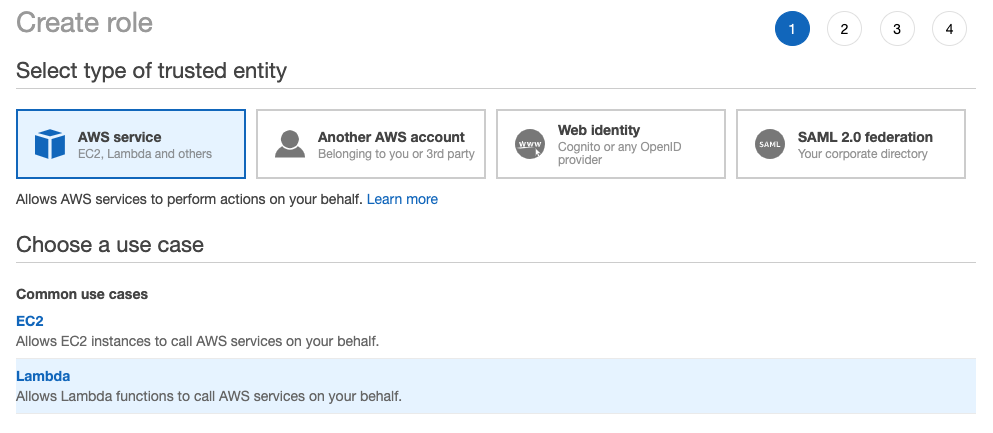 Create role
1 2 3 4
Select type of trusted entity
AWS service
EC2, Lambda and others
Another AWS account
Belonging to you or 3rd party
WWW
Web identity
Cognito or any OpenID
provider
SAML
SAML 2.0 federation
Your corporate directory
Allows AWS services to perform actions on your behalf. Learn more
Choose a use case
Common use cases
EC2
Allows EC2 instances to call AWS services on your behalf.
Lambda
Allows Lambda functions to call AWS services on your behalf.